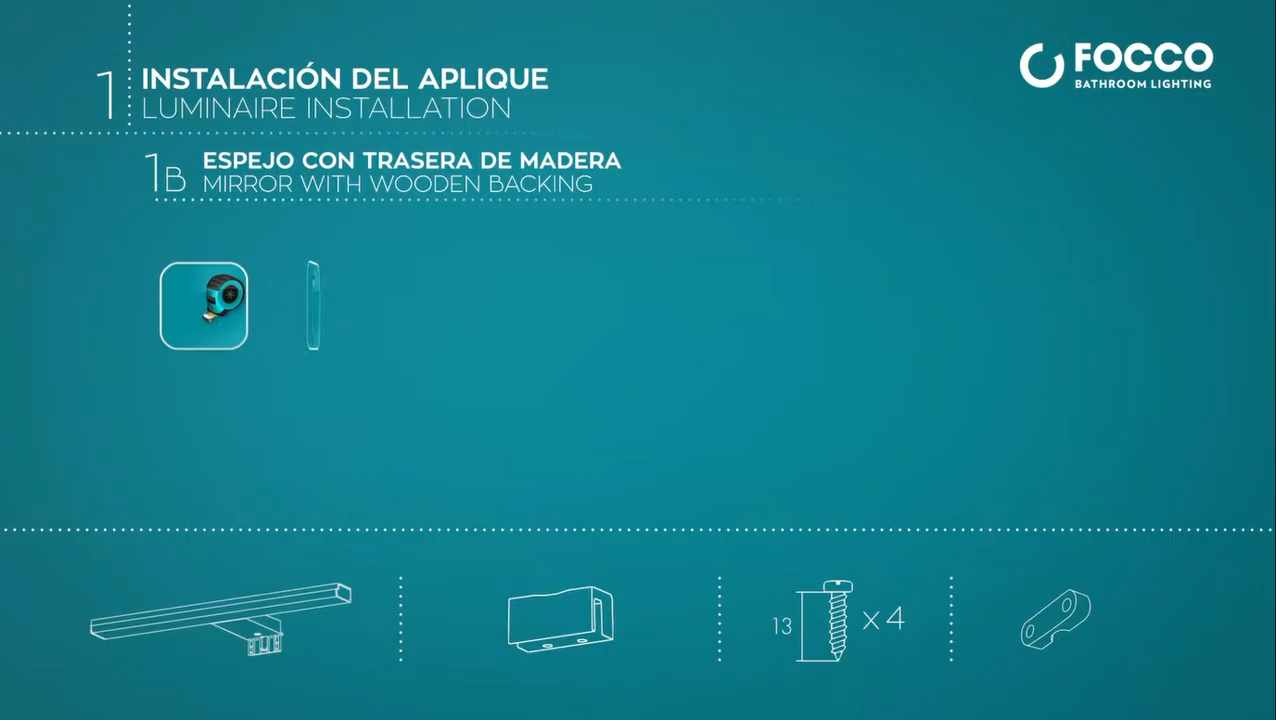 1
INSTALACIÓN DEL APLIQUE
LUMINAIRE INSTALLATION
FOCCO
BATHROOM LIGHTING
1B
ESPEJO CON TRASERA DE MADERA
MIRROR WITH WOODEN BACKING
13
x4